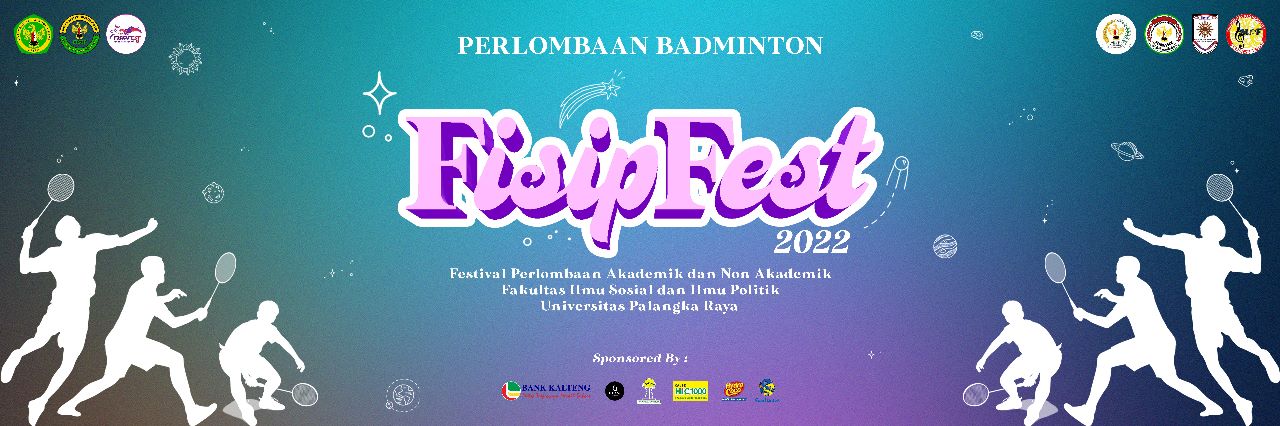 PERLOMBAAN BADMINTON
FisipFest
2022
Festival Perlombaan Akademik dan Non Akademik
Fakultas Ilmu Sosial dan Ilmu Politik
Universitas Palangka Raya
Sponsored By :
BANK KALTENG